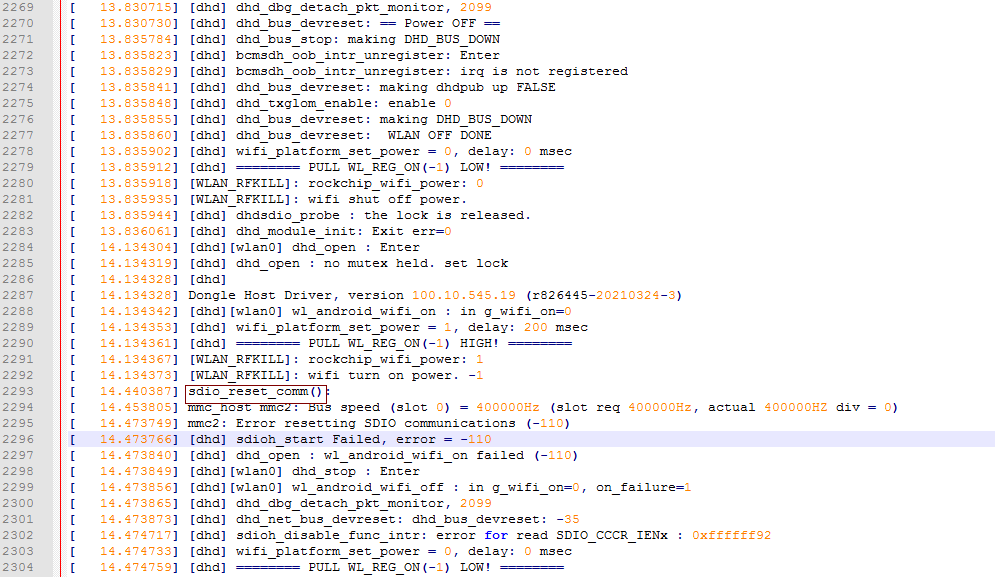 2269 [   13.830715] [dhd] dhd_dbg_detach_pkt_monitor, 2099
2270 [   13.830730] [dhd] dhd_bus_devreset: == Power OFF ==
2271 [   13.835784] [dhd] dhd_bus_stop: making DHD_BUS_DOWN
2272 [   13.835823] [dhd] bcmsdh_oob_intr_unregister: Enter
2273 [   13.835829] [dhd] bcmsdh_oob_intr_unregister: irq is not registered
2274 [   13.835841] [dhd] dhd_bus_devreset: making dhdpub up FALSE
2275 [   13.835848] [dhd] dhd_txglom_enable: enable 0
2276 [   13.835855] [dhd] dhd_bus_devreset: making DHD_BUS_DOWN
2277 [   13.835860] [dhd] dhd_bus_devreset:  WLAN OFF DONE
2278 [   13.835902] [dhd] wifi_platform_set_power = 0, delay: 0 msec
2279 [   13.835912] [dhd] ======== PULL WL_REG_ON(-1) LOW! ========
2280 [   13.835918] [WLAN_RFKILL]: rockchip_wifi_power: 0
2281 [   13.835935] [WLAN_RFKILL]: wifi shut off power.
2282 [   13.835944] [dhd] dhdsdio_probe : the lock is released.
2283 [   13.836061] [dhd] dhd_module_init: Exit err=0
2284 [   14.134304] [dhd][wlan0] dhd_open : Enter
2285 [   14.134319] [dhd] dhd_open : no mutex held. set lock
2286 [   14.134328] [dhd]
2287 [   14.134328] Dongle Host Driver, version 100.10.545.19 (r826445-20210324-3)
2288 [   14.134342] [dhd][wlan0] wl_android_wifi_on : in g_wifi_on=0
2289 [   14.134353] [dhd] wifi_platform_set_power = 1, delay: 200 msec
2290 [   14.134361] [dhd] ======== PULL WL_REG_ON(-1) HIGH! ========
2291 [   14.134367] [WLAN_RFKILL]: rockchip_wifi_power: 1
2292 [   14.134373] [WLAN_RFKILL]: wifi turn on power. -1
2293 [   14.440387] sdio_reset_comm():
2294 [   14.453805] mmc_host mmc2: Bus speed (slot 0) = 400000Hz (slot req 400000Hz, actual 400000HZ div = 0)
2295 [   14.473749] mmc2: Error resetting SDIO communications (-110)
2296 [   14.473766] [dhd] sdioh_start Failed, error = -110
2297 [   14.473840] [dhd] dhd_open : wl_android_wifi_on failed (-110)
2298 [   14.473849] [dhd][wlan0] dhd_stop : Enter
2299 [   14.473856] [dhd][wlan0] wl_android_wifi_off : in g_wifi_on=0, on_failure=1
2300 [   14.473865] [dhd] dhd_dbg_detach_pkt_monitor, 2099
2301 [   14.473873] [dhd] dhd_net_bus_devreset: dhd_bus_devreset: -35
2302 [   14.474717] [dhd] sdioh_disable_func_intr: error for read SDIO_CCCR_IENx : 0xffffff92
2303 [   14.474733] [dhd] wifi_platform_set_power = 0, delay: 0 msec
2304 [   14.474759] [dhd] ======== PULL WL_REG_ON(-1) LOW! ========